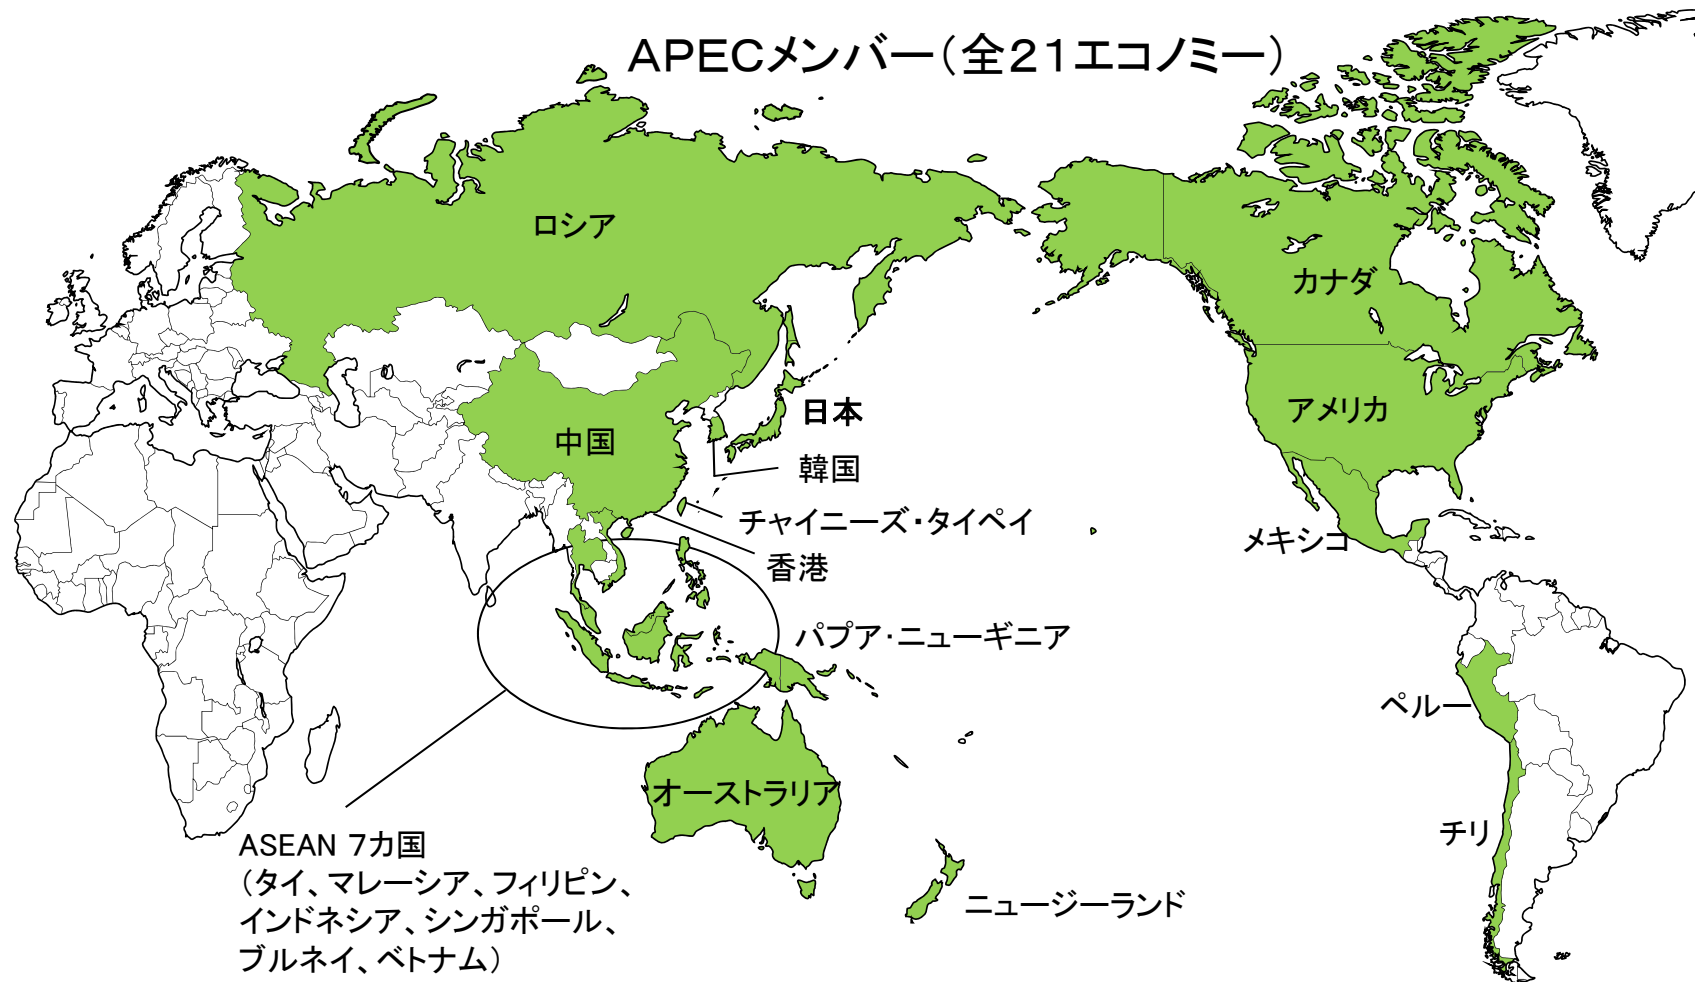 APECメンバー(全21エコノミー)
ロシア
カナダ
アメリカ
日本
中国
韓国
チャイニーズ・タイペイ
メキシコ
香港
パプア・ニューギニア
ペルー
オーストラリア
チリ
ASEAN 7カ国
(タイ、マレーシア、フィリピン、
インドネシア、シンガポール、
ブルネイ、ベトナム)
ニュージーランド